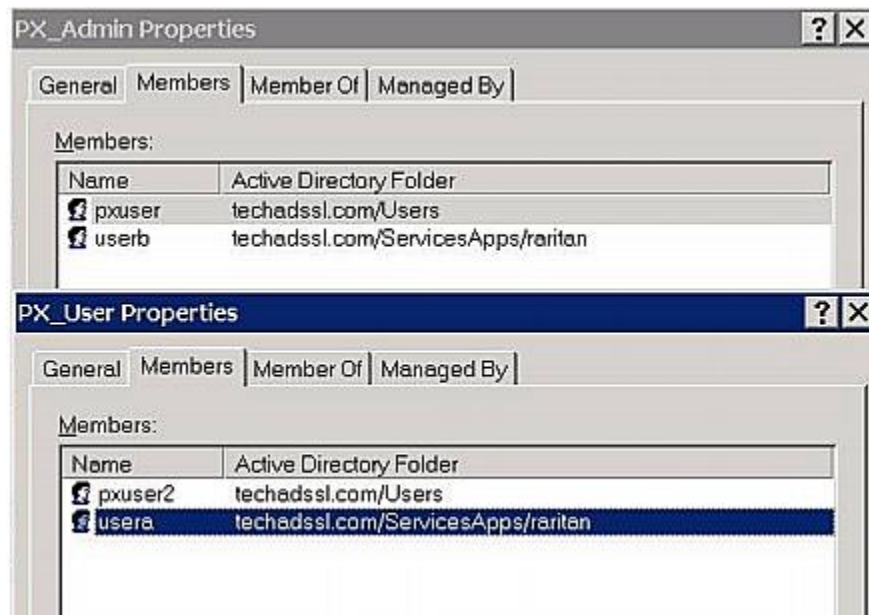 PX_Admin Properties
? X
General Members Member Of Managed By
Members:
Name Active Directory Folder
pxuser techadssl.com/Users
userb techadssl.com/ServicesApps/raritan
PX_User Properties
? X
General Members Member Of Managed By
Members:
Name Active Directory Folder
pxuser2 techadssl.com/Users
usera techadssl.com/ServicesApps/raritan